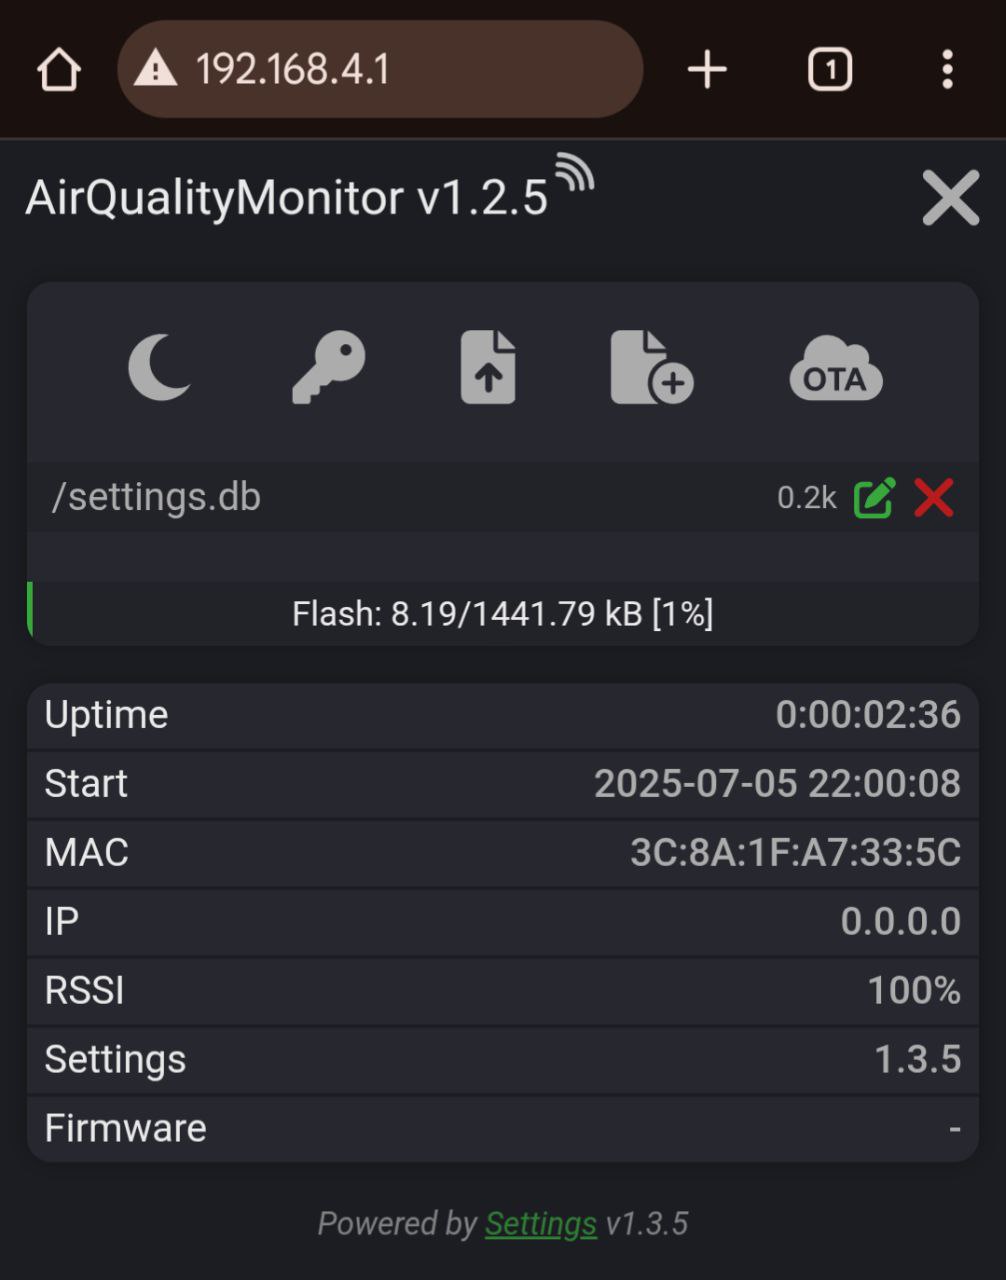 192.168.4.1
1
AirQualityMonitor v1.2.5
OTA
/settings.db 0.2k
Flash: 8.19/1441.79 kB [1%]
Uptime 0:00:02:36
Start 2025-07-05 22:00:08
MAC 3C:8A:1F:A7:33:5C
IP 0.0.0.0
RSSI 100%
Settings 1.3.5
Firmware -
Powered by Settings v1.3.5